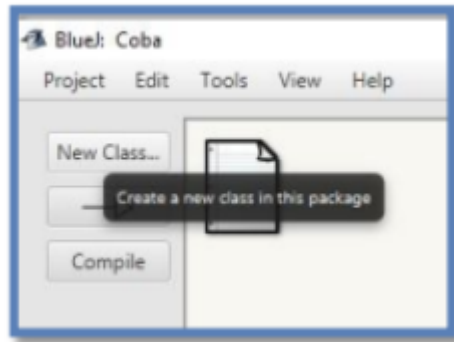 BlueJ: Coba
Project Edit Tools View Help
New Class...
Create a new class in this package
Compile